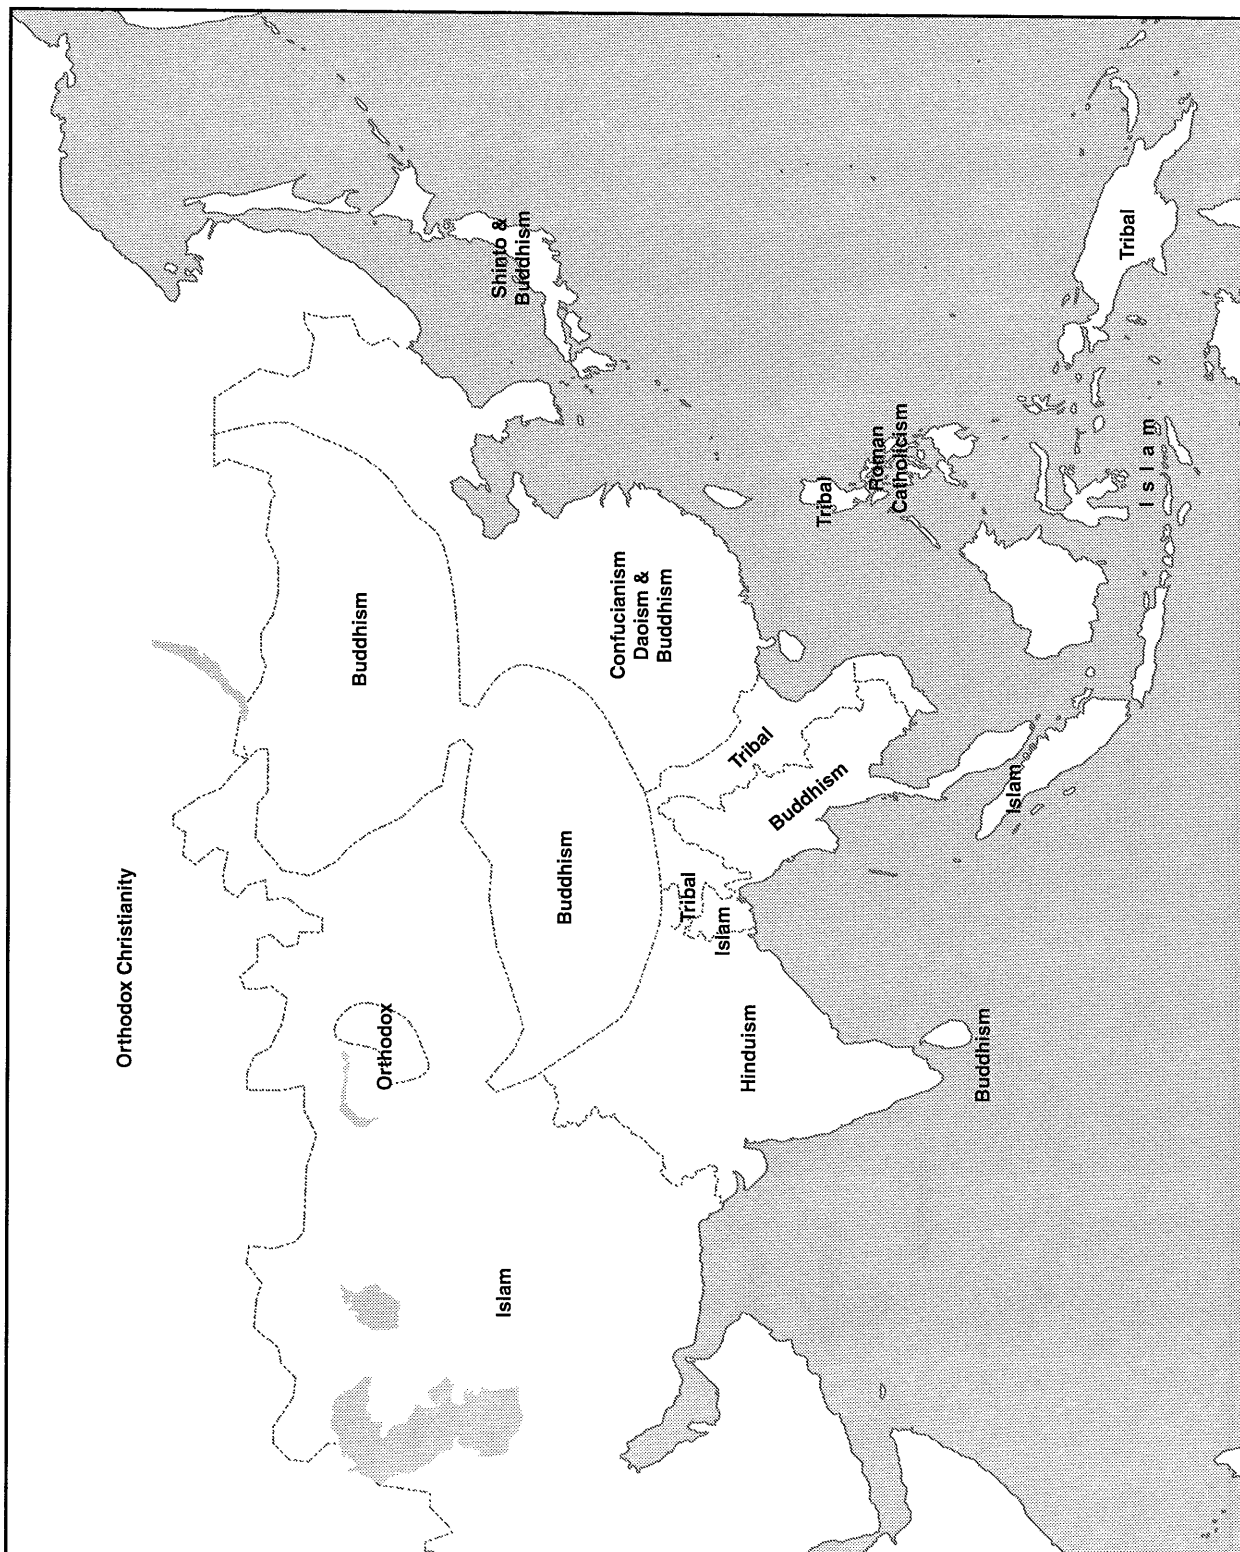 Orthodox Christianity
Buddhism
Orthodox
Shinto &
Buddhism
Islam
Buddhism
Confucianism
Daoism &
Buddhism
Tribal
Islam
Hinduism
Tribal
Buddhism
Tribal
Roman
Catholicism
Buddhism
Islam
Tribal
Islam